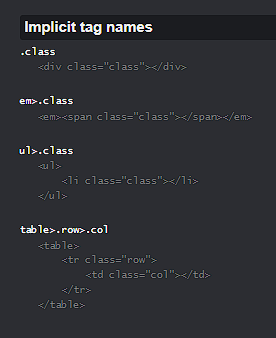 Implicit tag names
.class
<div class="class"></div>
em>.class
<em><span class="class"></span></em>
ul>.class
<ul>
<li class="class"></li>
</ul>
table>.row>.col
<table>
<tr class="row">
<td class="col"></td>
</tr>
</table>